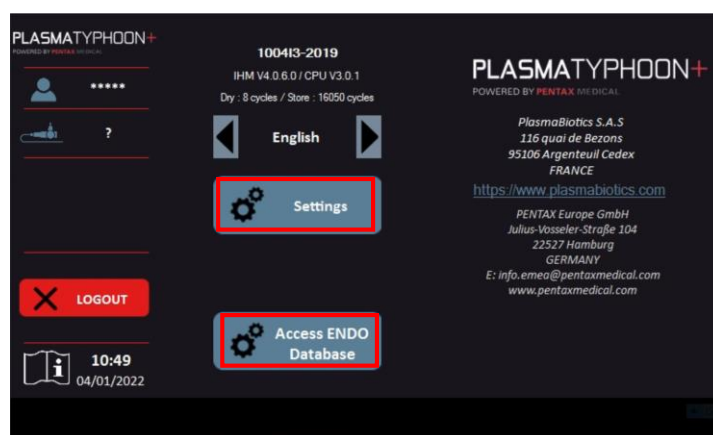 PLASMATYPHOON+
POWERED BY PENTAX MEDICAL
*****
?
LOGOUT
10:49
04/01/2022
1004I3-2019
IHM V4.0.6.0 / CPU V3.0.1
Dry : 8 cycles / Store : 16050 cycles
English
Settings
Access ENDO
Database
PLASMATYPHOON+
POWERED BY PENTAX MEDICAL
PlasmaBiotics S.A.S
116 quai de Bezons
95106 Argenteuil Cedex
FRANCE
https://www.plasmabiotics.com
PENTAX Europe GmbH
Julius-Vosseler-Straße 104
22527 Hamburg
GERMANY
E: info.emea@pentaxmedical.com
www.pentaxmedical.com